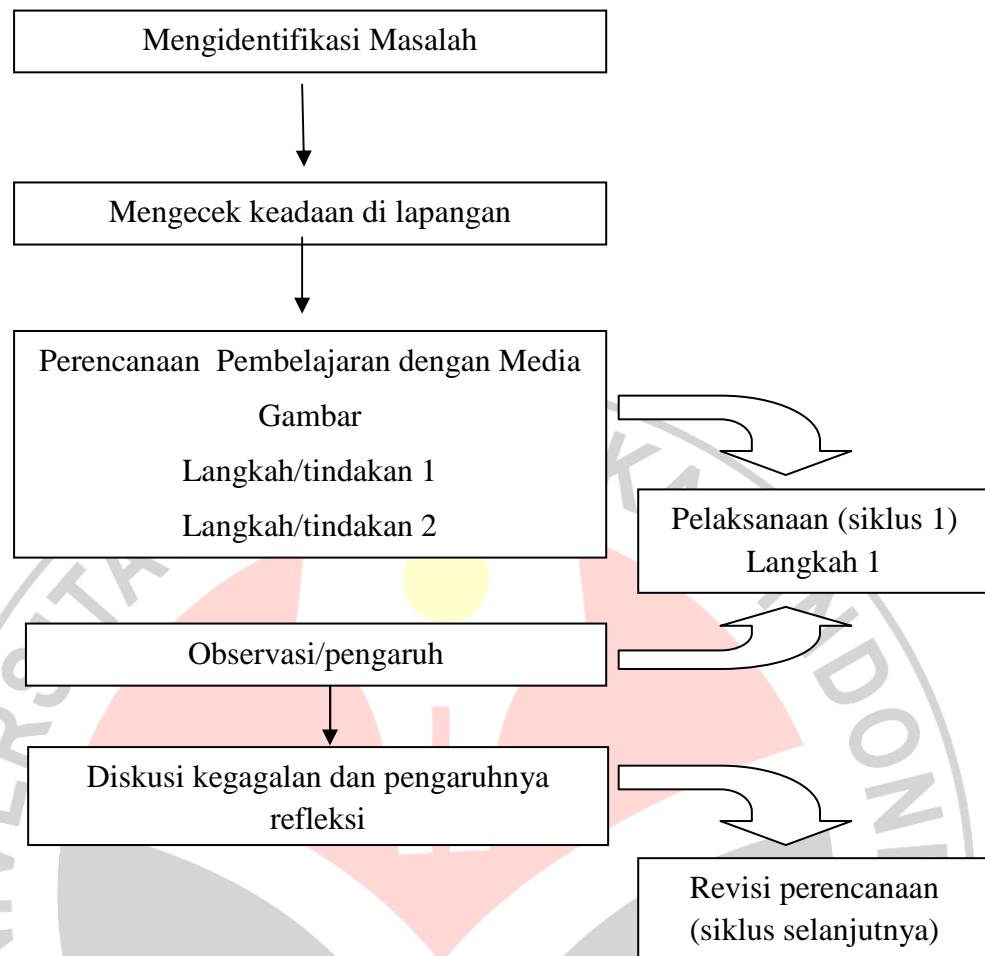 Mengidentifikasi Masalah
Mengecek keadaan di lapangan
Perencanaan Pembelajaran dengan Media
Gambar
Langkah/tindakan 1
Langkah/tindakan 2
Pelaksanaan (siklus 1)
Langkah 1
Observasi/pengaruh
Diskusi kegagalan dan pengaruhnya
refleksi
Revisi perencanaan
(siklus selanjutnya)